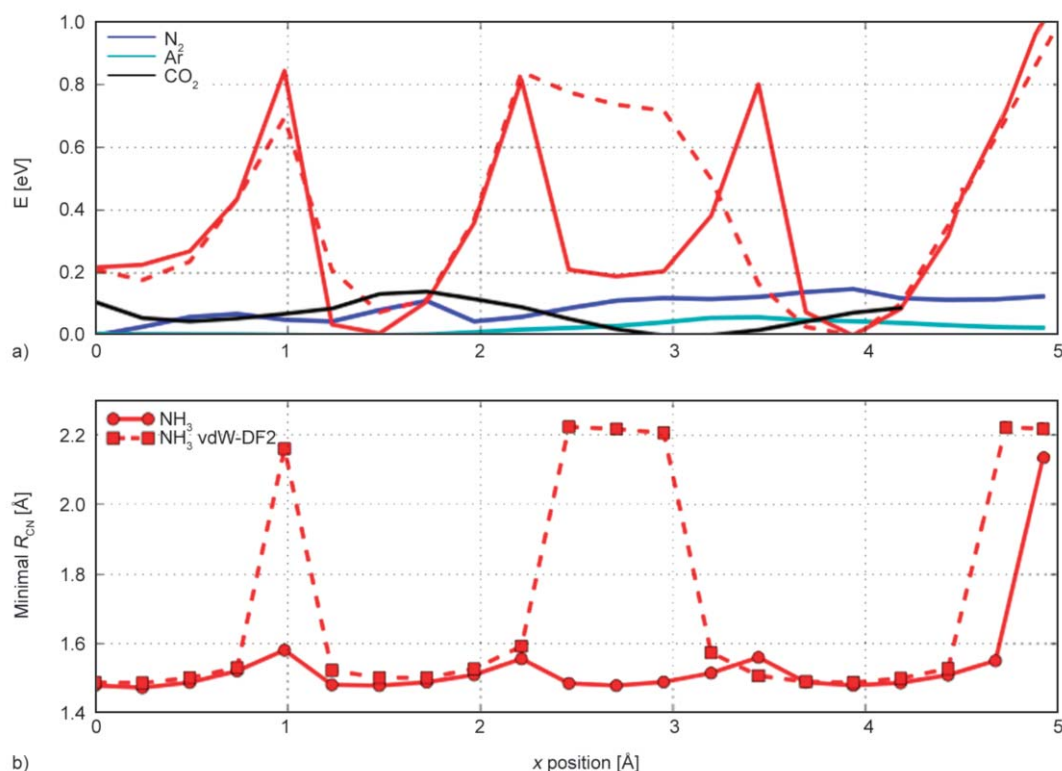 1.0
0.8
0.6
0.4
0.2
0.0
E [eV]
N₂
Ar
CO₂
0 1 2 3 4 5
a)
2.2
2.0
1.8
1.6
1.4
Minimal R_CN [Å]
NH₃
NH₃ vdW-DF2
0 1 2 3 4 5
b) x position [Å]